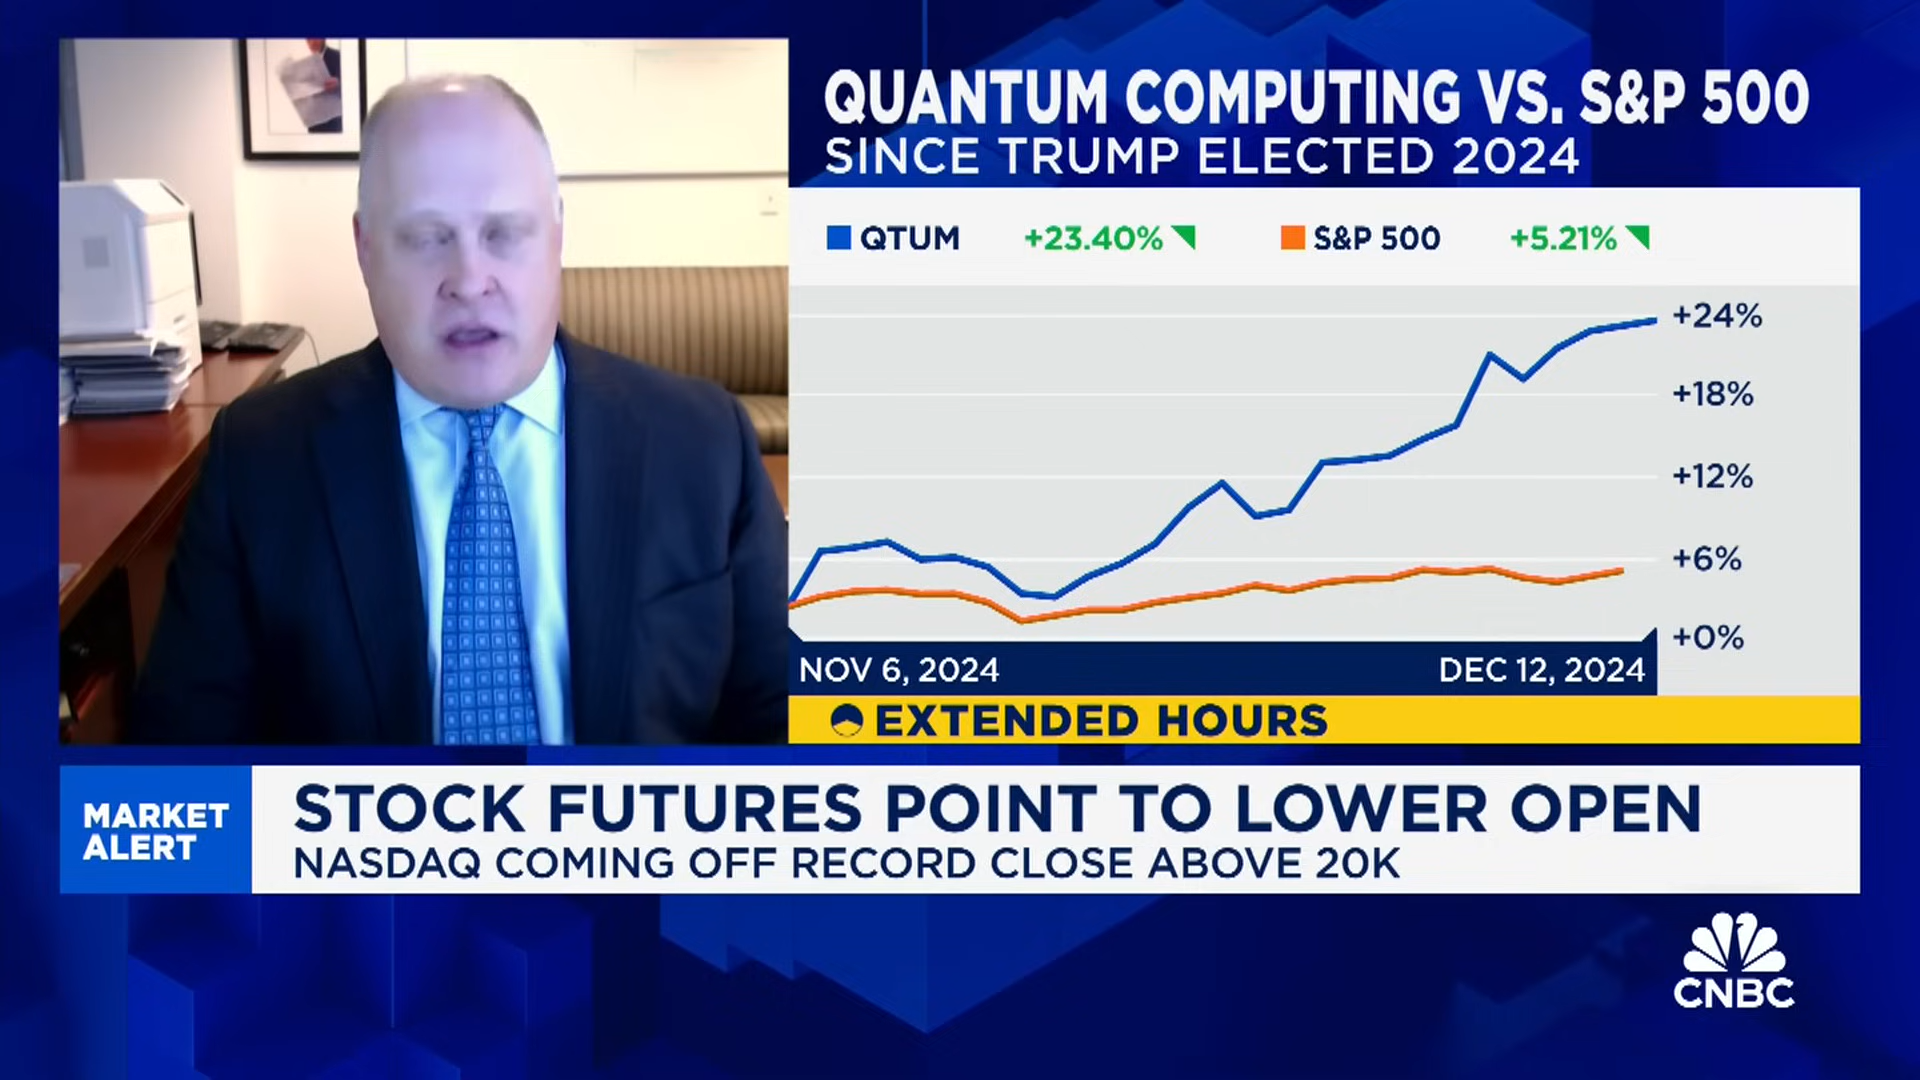 QUANTUM COMPUTING VS. S&P 500
SINCE TRUMP ELECTED 2024
QTUM +23.40% S&P 500 +5.21%
+24%
+18%
+12%
+6%
+0%
NOV 6, 2024 DEC 12, 2024
EXTENDED HOURS
MARKET
ALERT
STOCK FUTURES POINT TO LOWER OPEN
NASDAQ COMING OFF RECORD CLOSE ABOVE 20K
CNBC